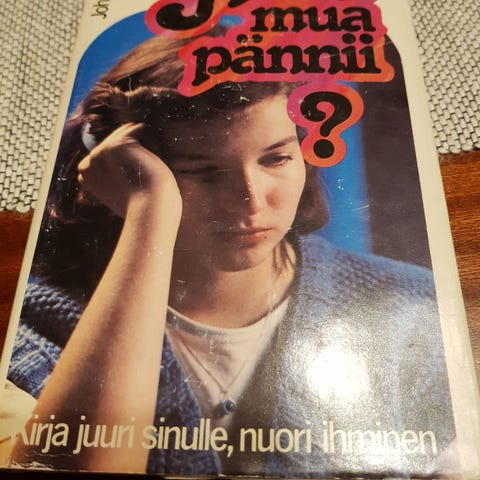 mua
pännii
?
Kirja juuri sinulle, nuori ihminen